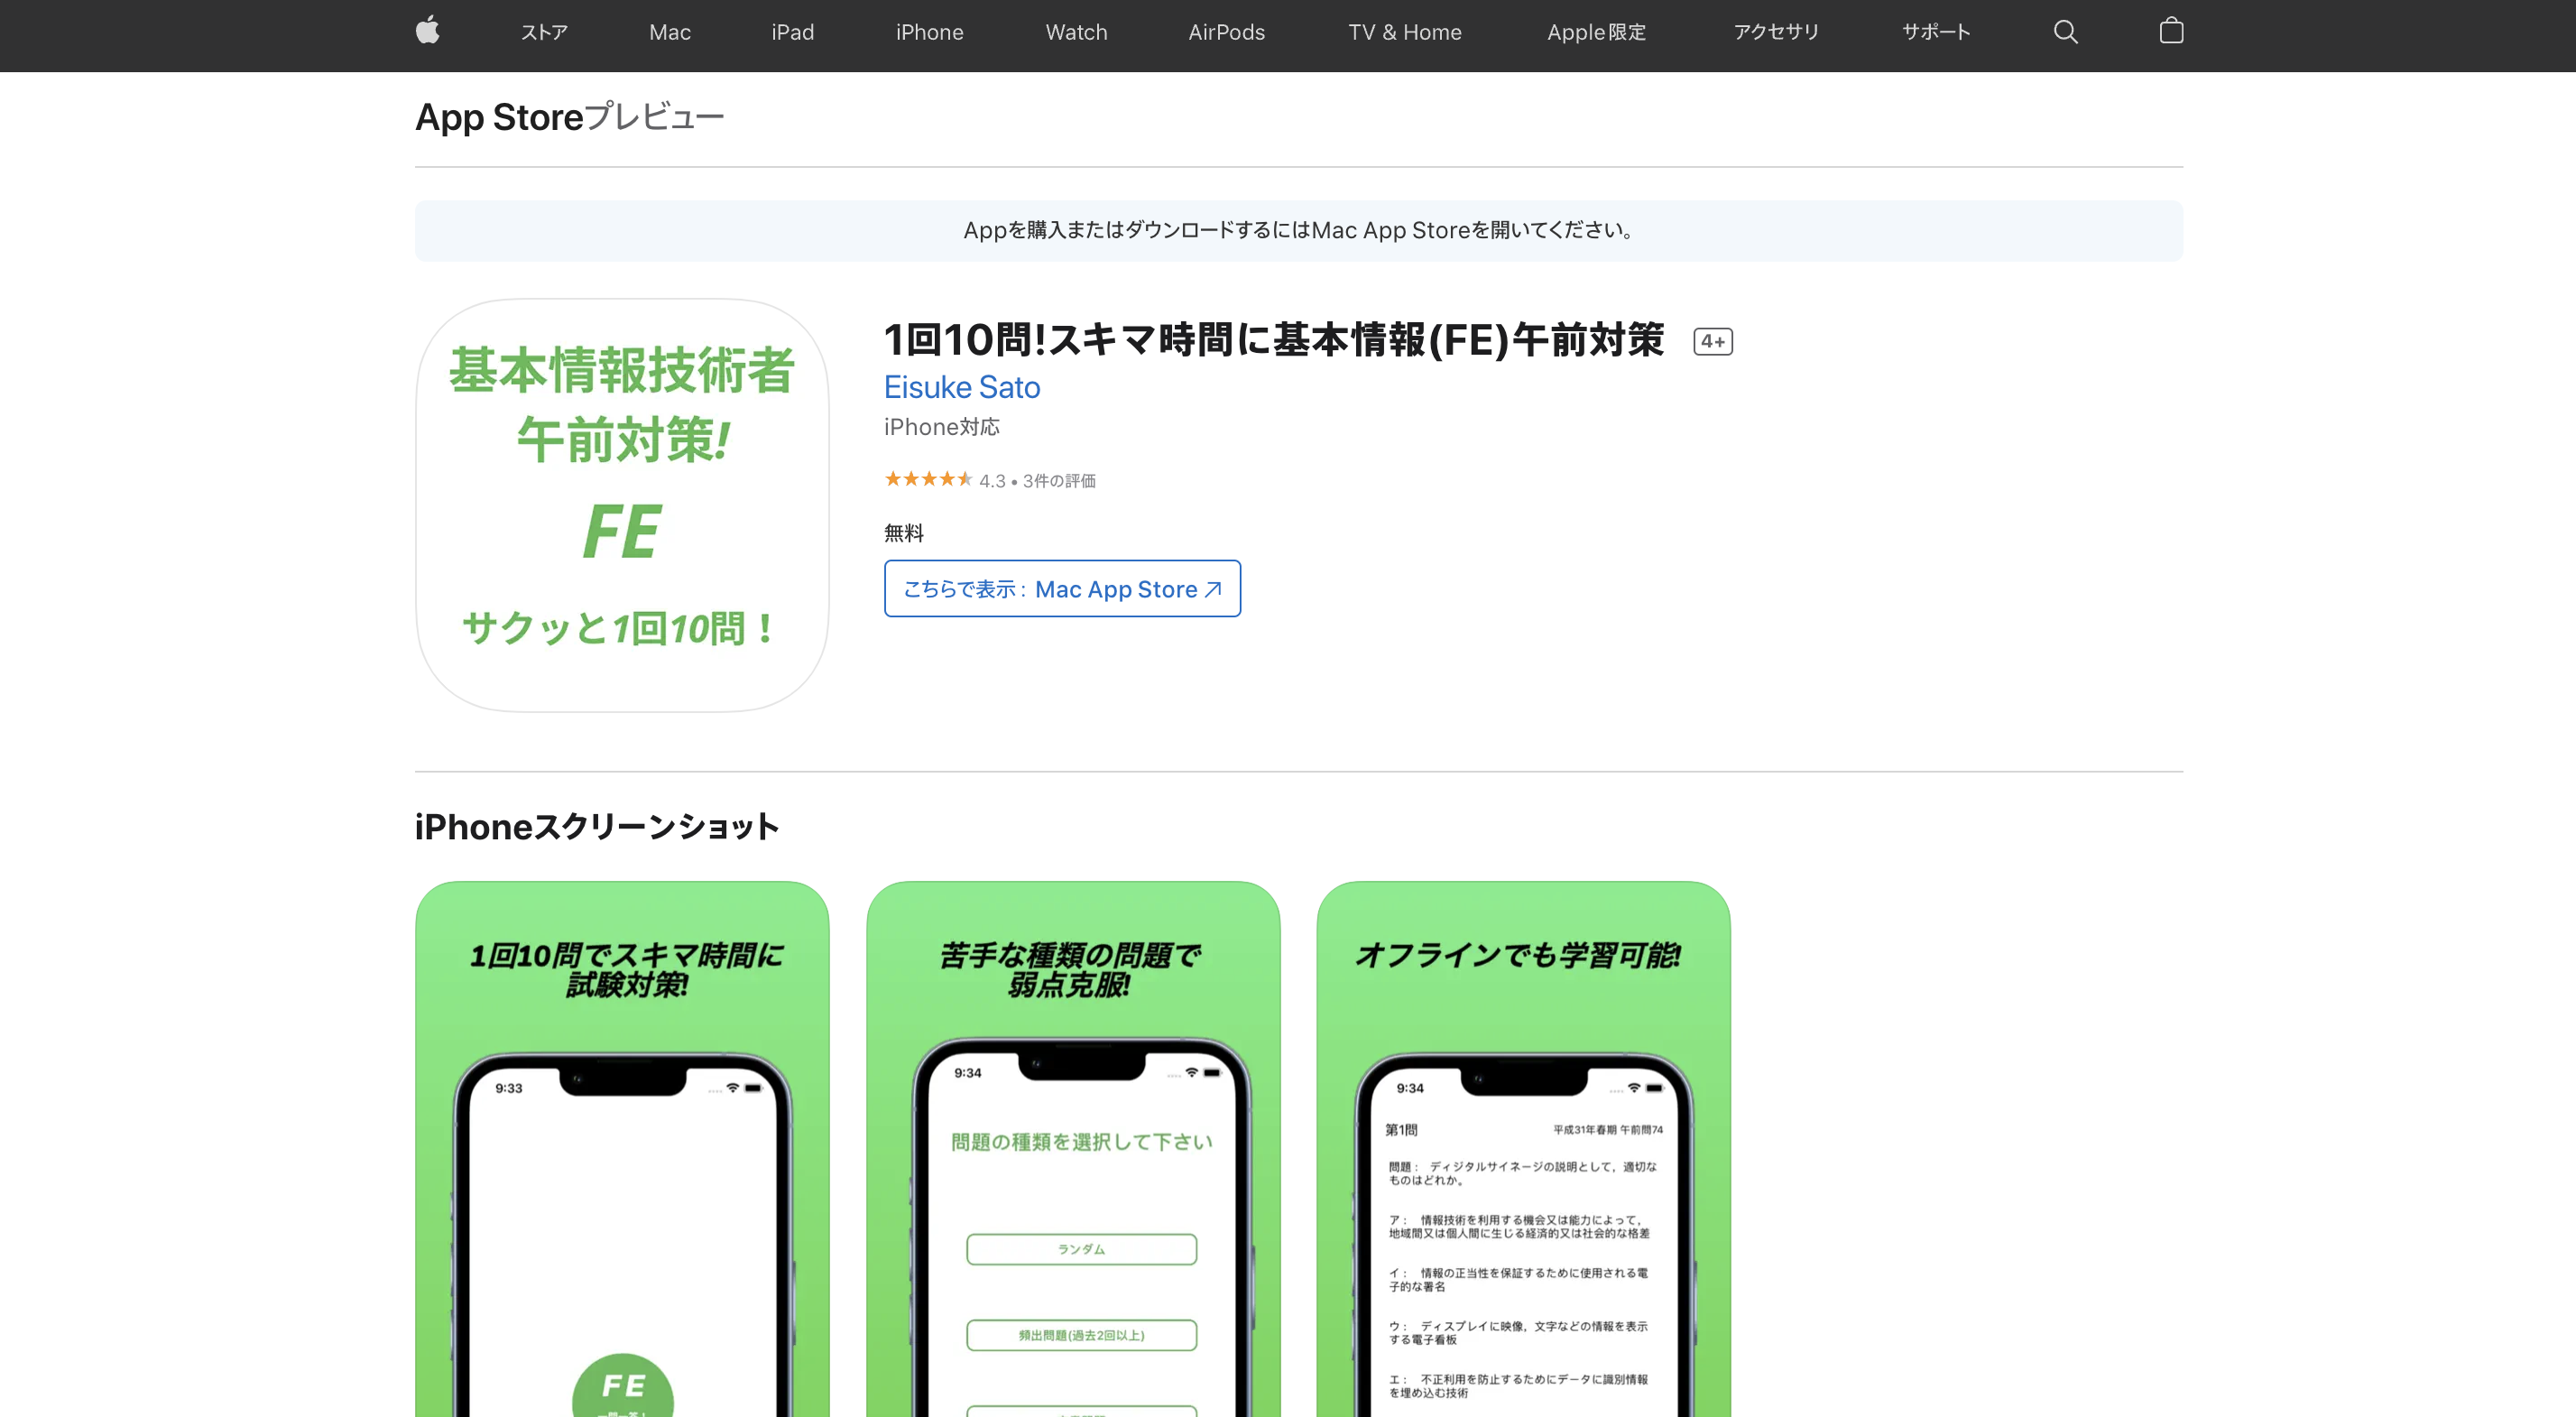 ストア Mac iPad iPhone Watch AirPods TV & Home Apple限定 アクセサリ サポート
App Storeプレビュー
Appを購入またはダウンロードするにはMac App Storeを開いてください。
基本情報技術者
午前対策!
FE
サクッと1回10問！
1回10問!スキマ時間に基本情報(FE)午前対策 4+
Eisuke Sato
iPhone対応
4.3 • 3件の評価
無料
こちらで表示： Mac App Store
iPhoneスクリーンショット
1回10問でスキマ時間に
試験対策!
9:33
FE
苦手な種類の問題で
弱点克服!
9:34
問題の種類を選択して下さい
ランダム
頻出問題(過去2回以上)
オフラインでも学習可能!
9:34
第1問 平成31年春期 午前問74
問題： ディジタルサイネージの説明として，適切な
ものはどれか。
ア： 情報技術を利用する機会又は能力によって，
地域間又は個人間に生じる経済的又は社会的な格差
イ： 情報の正当性を保証するために使用される電
子的な署名
ウ： ディスプレイに映像，文字などの情報を表示
する電子看板
エ： 不正利用を防止するためにデータに識別情報
を埋め込む技術